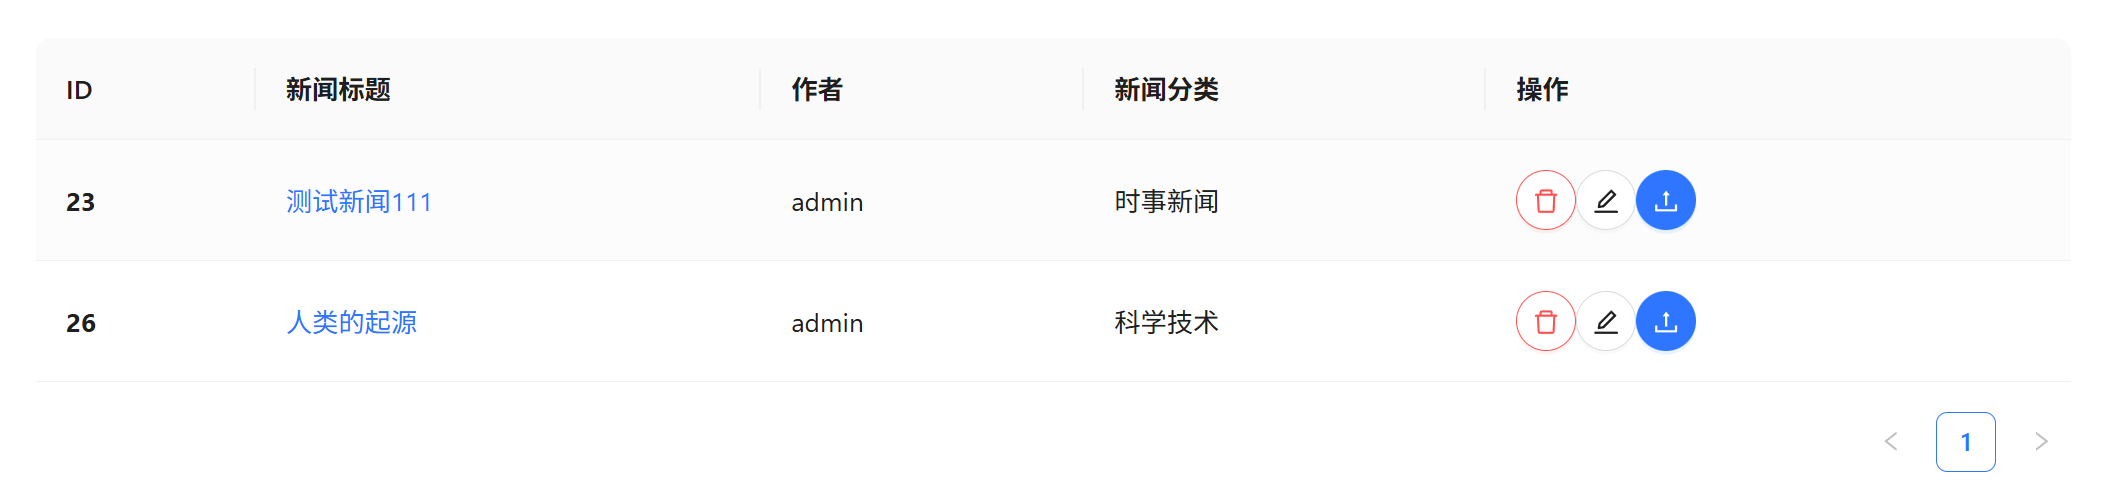 ID 新闻标题 作者 新闻分类 操作
23 测试新闻111 admin 时事新闻
26 人类的起源 admin 科学技术
1